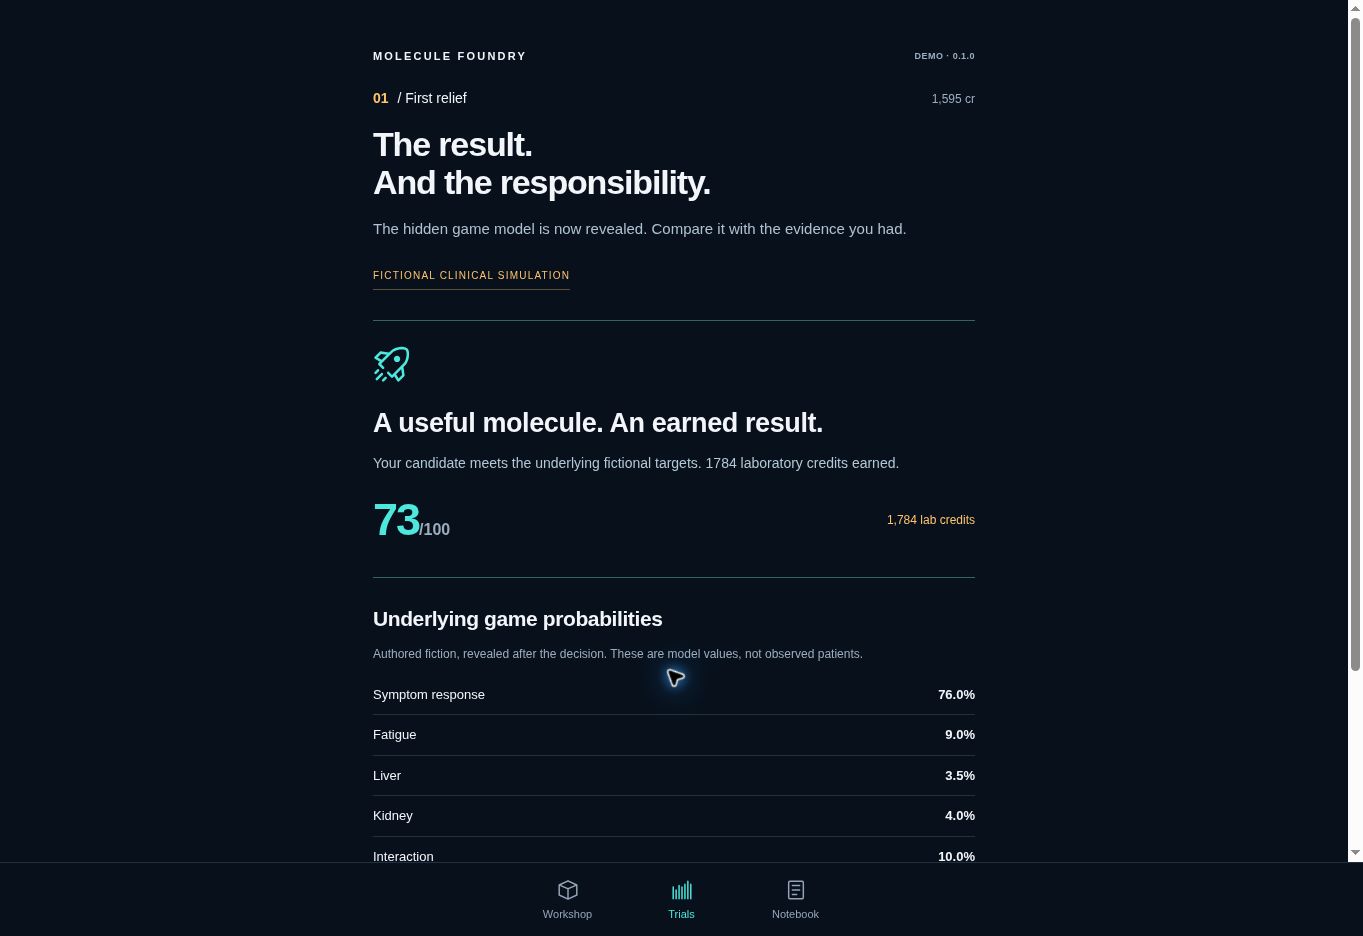 MOLECULE FOUNDRY
DEMO · 0.1.0
01 / First relief
1,595 cr
The result.
And the responsibility.
The hidden game model is now revealed. Compare it with the evidence you had.
FICTIONAL CLINICAL SIMULATION
A useful molecule. An earned result.
Your candidate meets the underlying fictional targets. 1784 laboratory credits earned.
73/100
1,784 lab credits
Underlying game probabilities
Authored fiction, revealed after the decision. These are model values, not observed patients.
Symptom response 76.0%
Fatigue 9.0%
Liver 3.5%
Kidney 4.0%
Interaction 10.0%
Workshop Trials Notebook